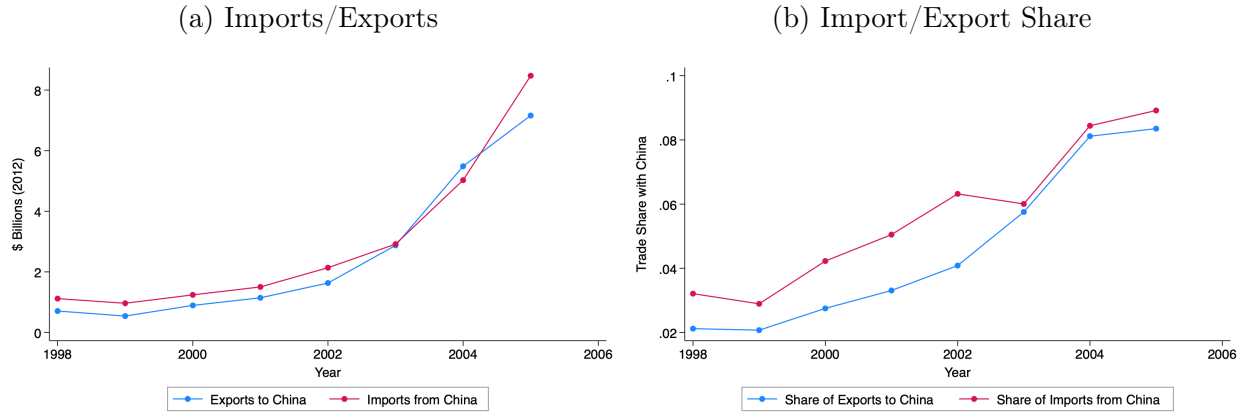 (a) Imports/Exports
$ Billions (2012)
8
6
4
2
0
1998
2000
2002
2004
2006
Year
Exports to China
Imports from China
(b) Import/Export Share
Trade Share with China
.1
.08
.06
.04
.02
1998
2000
2002
2004
2006
Year
Share of Exports to China
Share of Imports from China